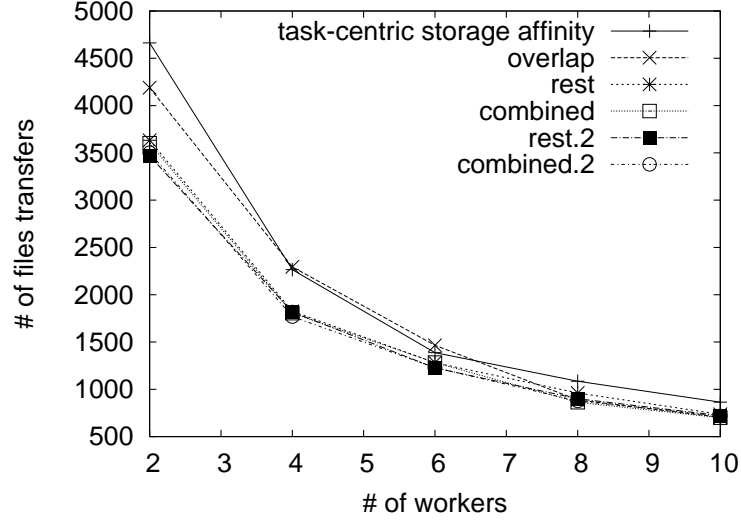 5000
4500
4000
3500
3000
2500
2000
1500
1000
500
# of files transfers
task-centric storage affinity
overlap
rest
combined
rest.2
combined.2
2 3 4 5 6 7 8 9 10
# of workers